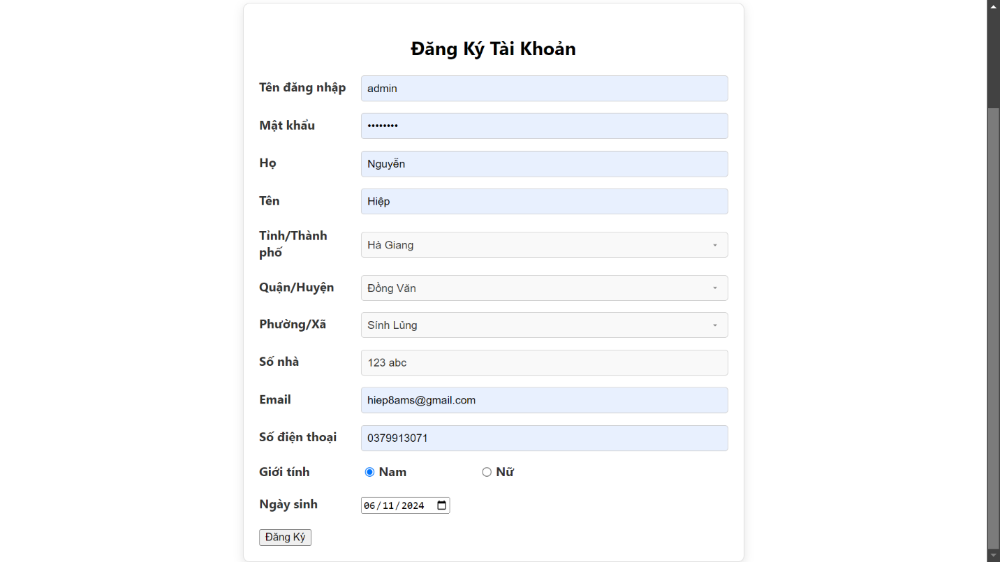 Đăng Ký Tài Khoản
Tên đăng nhập admin
Mật khẩu ••••••••
Họ Nguyễn
Tên Hiệp
Tỉnh/Thành
phố Hà Giang
Quận/Huyện Đồng Văn
Phường/Xã Sính Lủng
Số nhà 123 abc
Email hiep8ams@gmail.com
Số điện thoại 0379913071
Giới tính Nam Nữ
Ngày sinh 06/11/2024
Đăng Ký